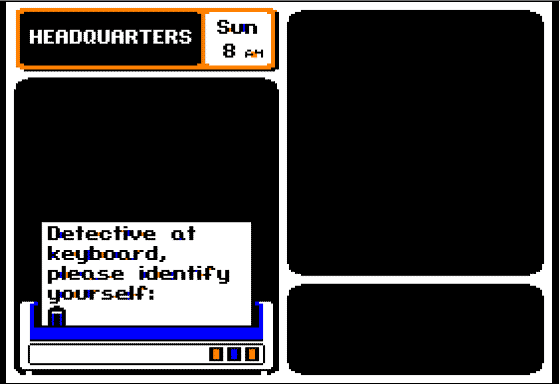 HEADQUARTERS
Sun
8 AM
Detective at
keyboard,
please identify
yourself: